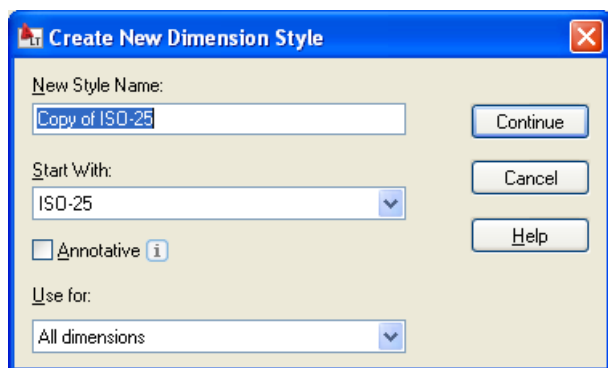 LT Create New Dimension Style
New Style Name:
Copy of ISO-25
Continue
Start With:
ISO-25
Cancel
Annotative i
Help
Use for:
All dimensions